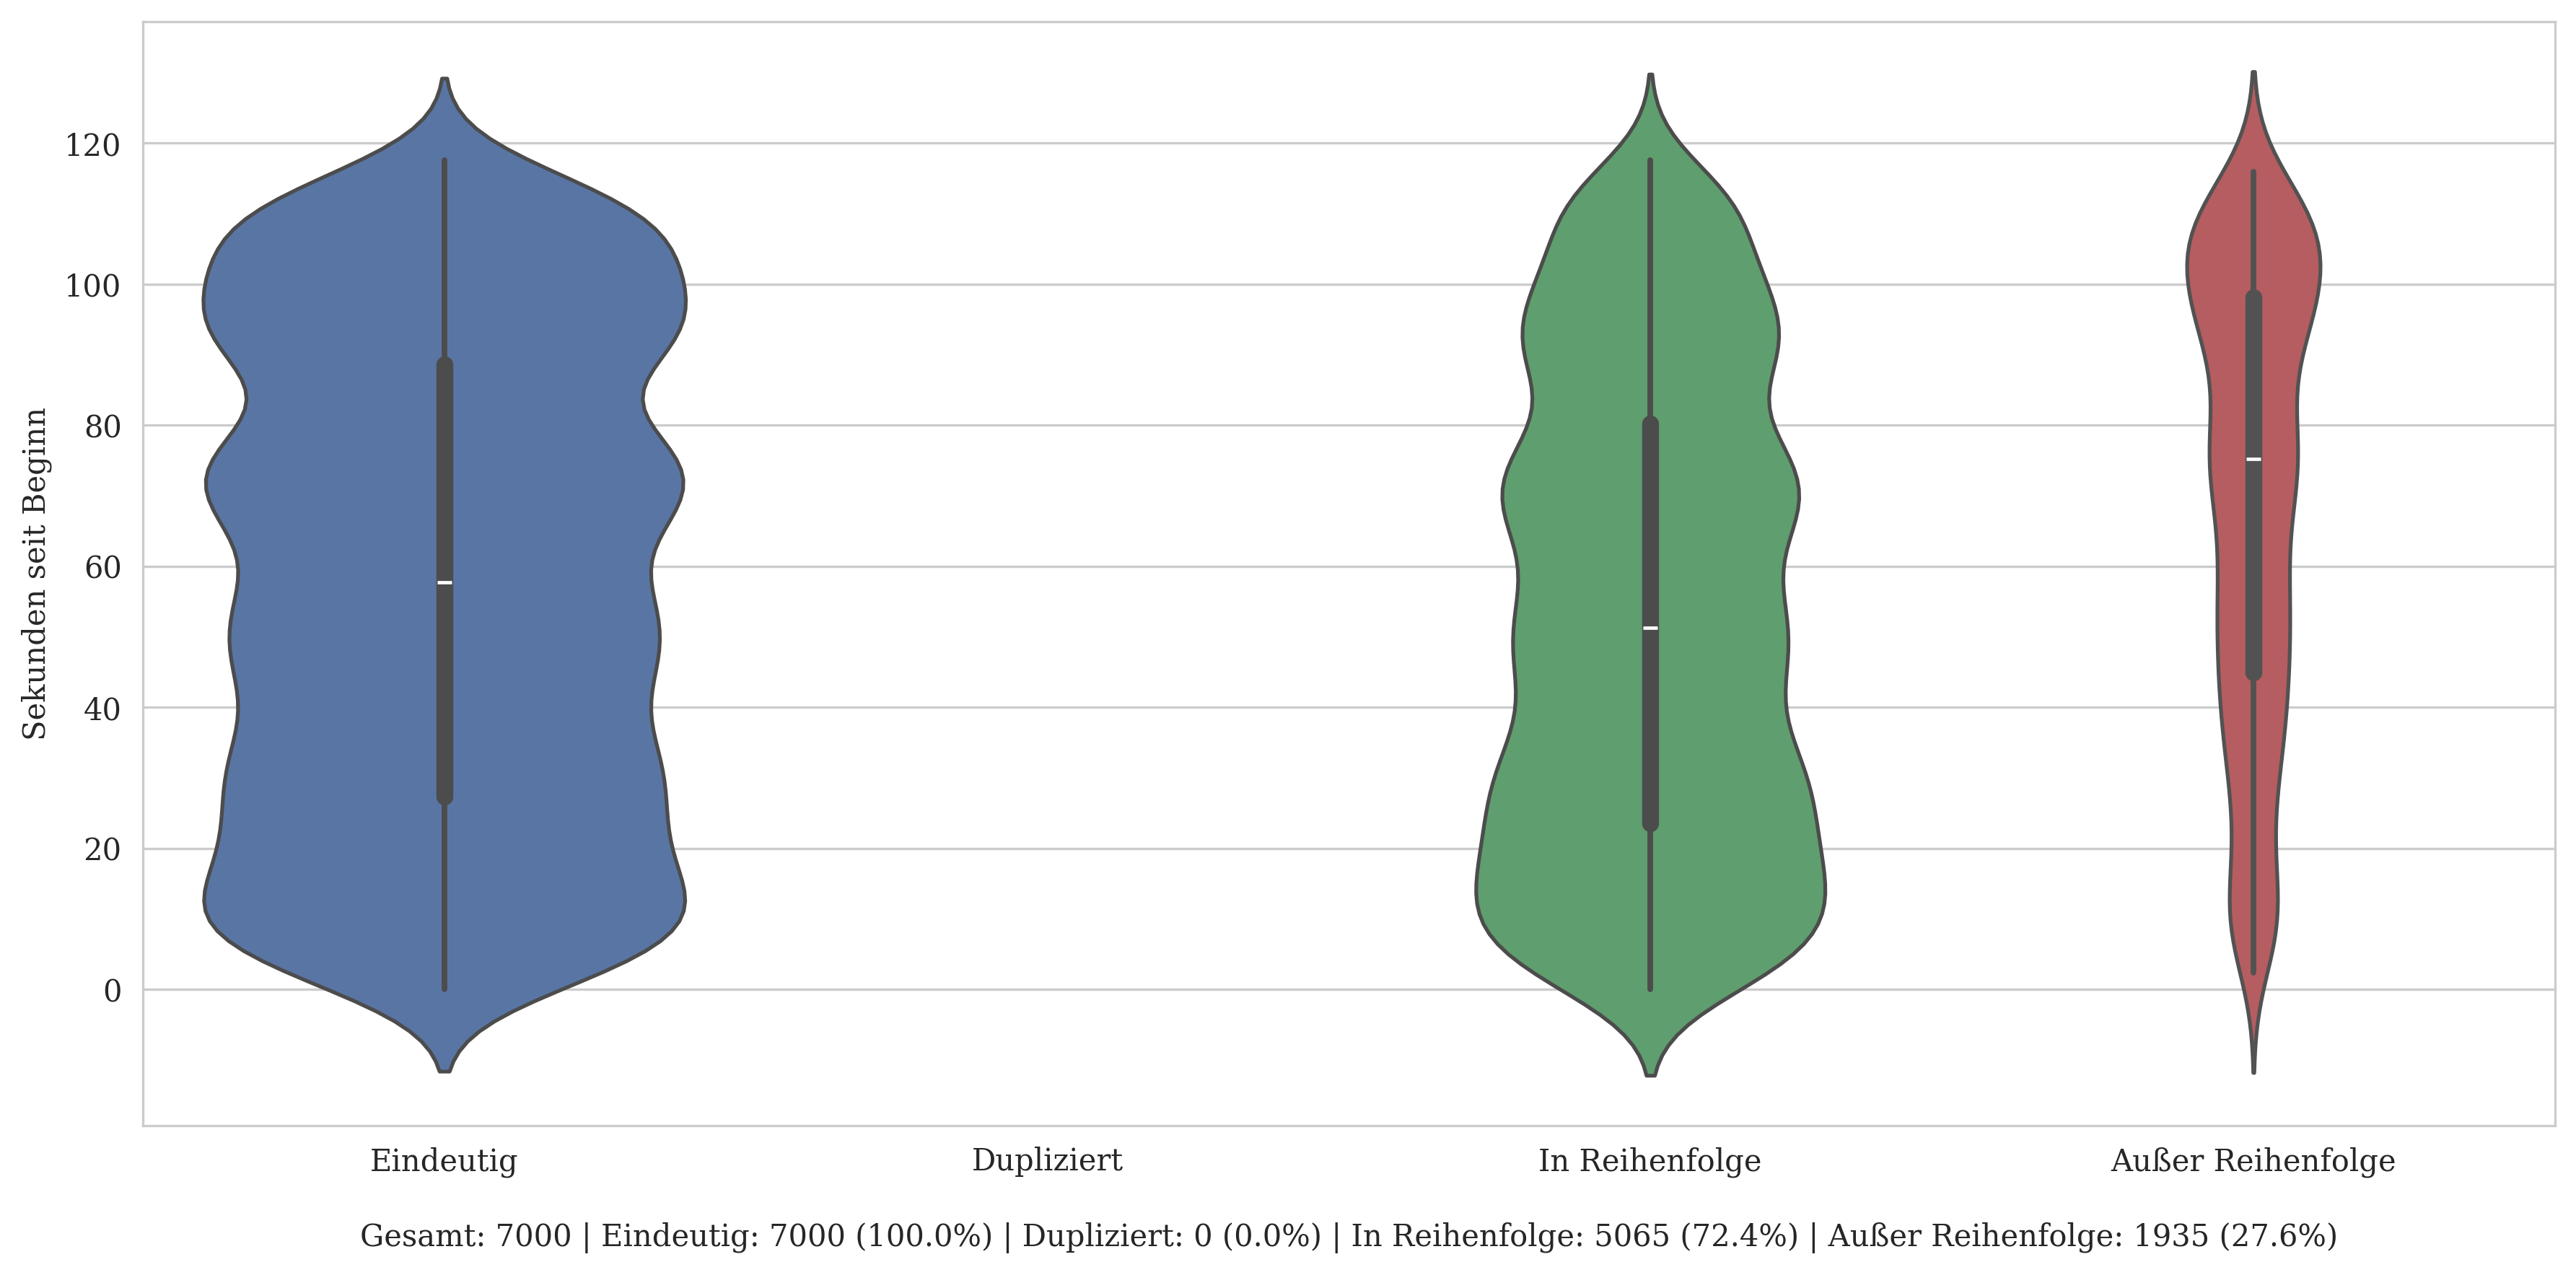 Sekunden seit Beginn
120
100
80
60
40
20
0
Eindeutig
Dupliziert
In Reihenfolge
Außer Reihenfolge
Gesamt: 7000 | Eindeutig: 7000 (100.0%) | Dupliziert: 0 (0.0%) | In Reihenfolge: 5065 (72.4%) | Außer Reihenfolge: 1935 (27.6%)